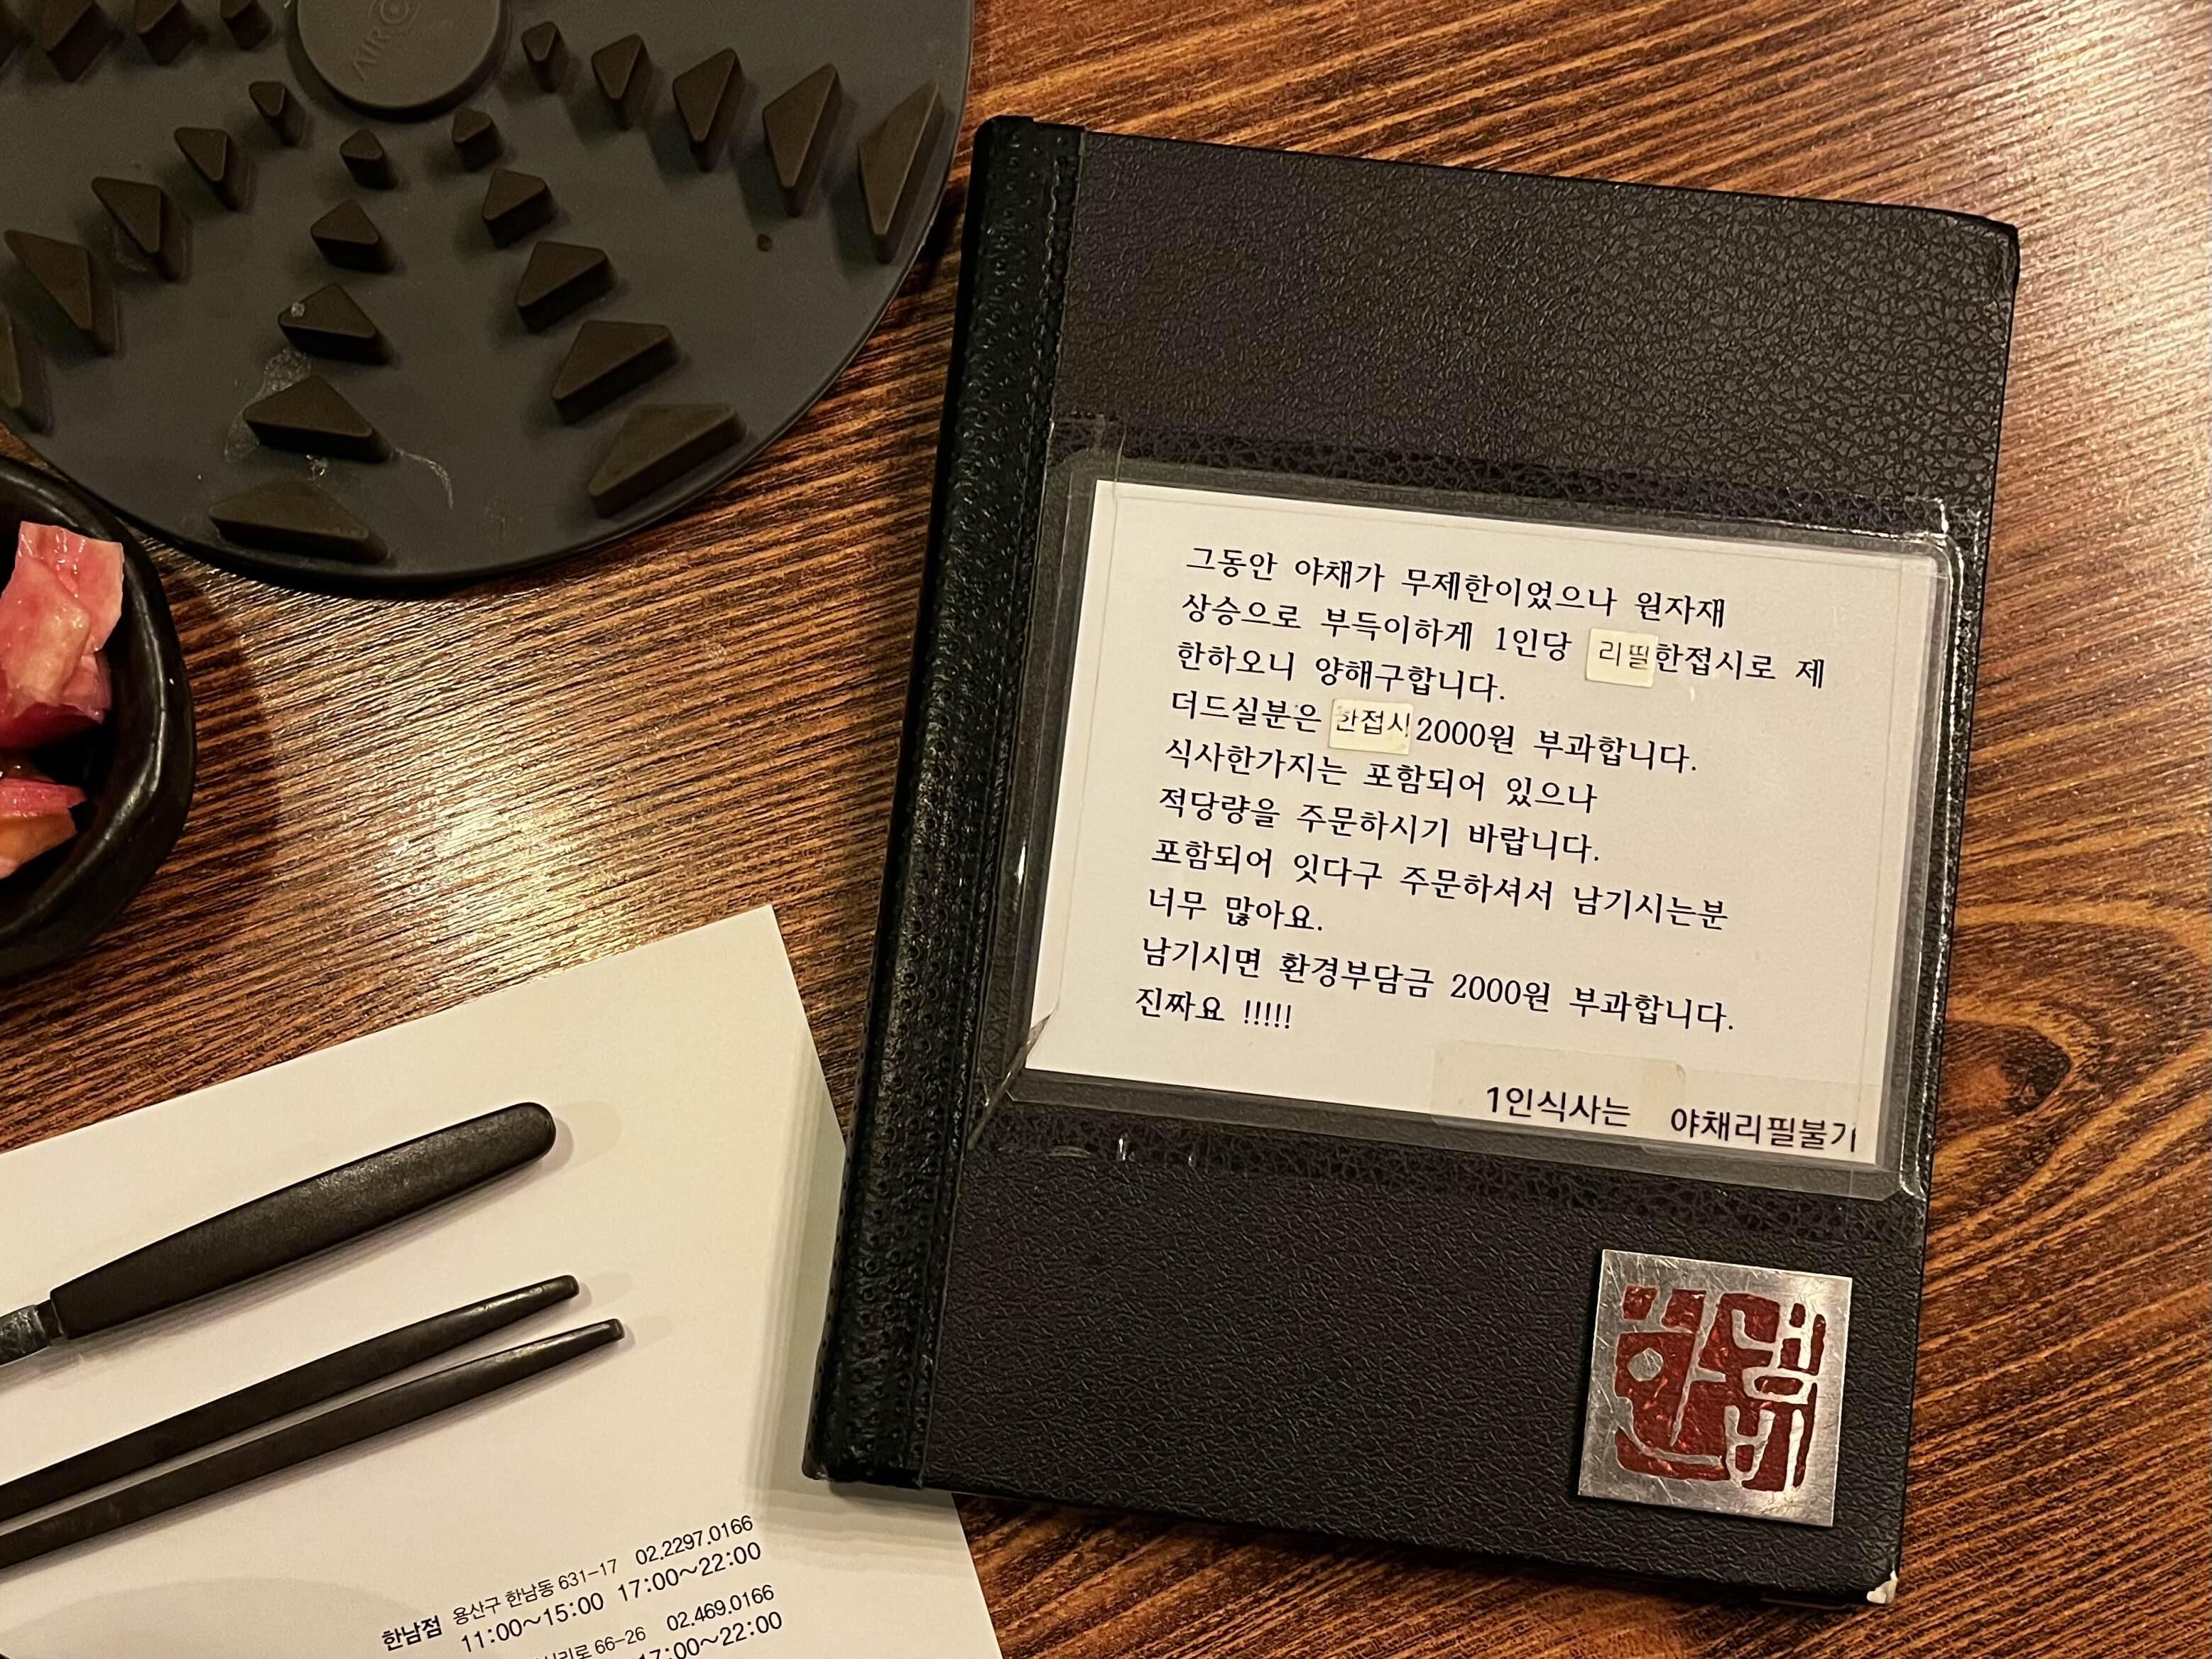 AIR
그동안 야채가 무제한이었으나 원자재
상승으로 부득이하게 1인당 리필한접시로 제
한하오니 양해구합니다.
더드실분은 한접시2000원 부과합니다.
식사한가지는 포함되어 있으나
적당량을 주문하시기 바랍니다.
포함되어 잇다구 주문하셔서 남기시는분
너무 많아요.
남기시면 환경부담금 2000원 부과합니다.
진짜요 !!!!!
1인식사는 야채리필불가
한남점 용산구 한남동 631-17 02.2297.0166
11:00~15:00 17:00~22:00
66-26 02.469.0166
17:00~22:00